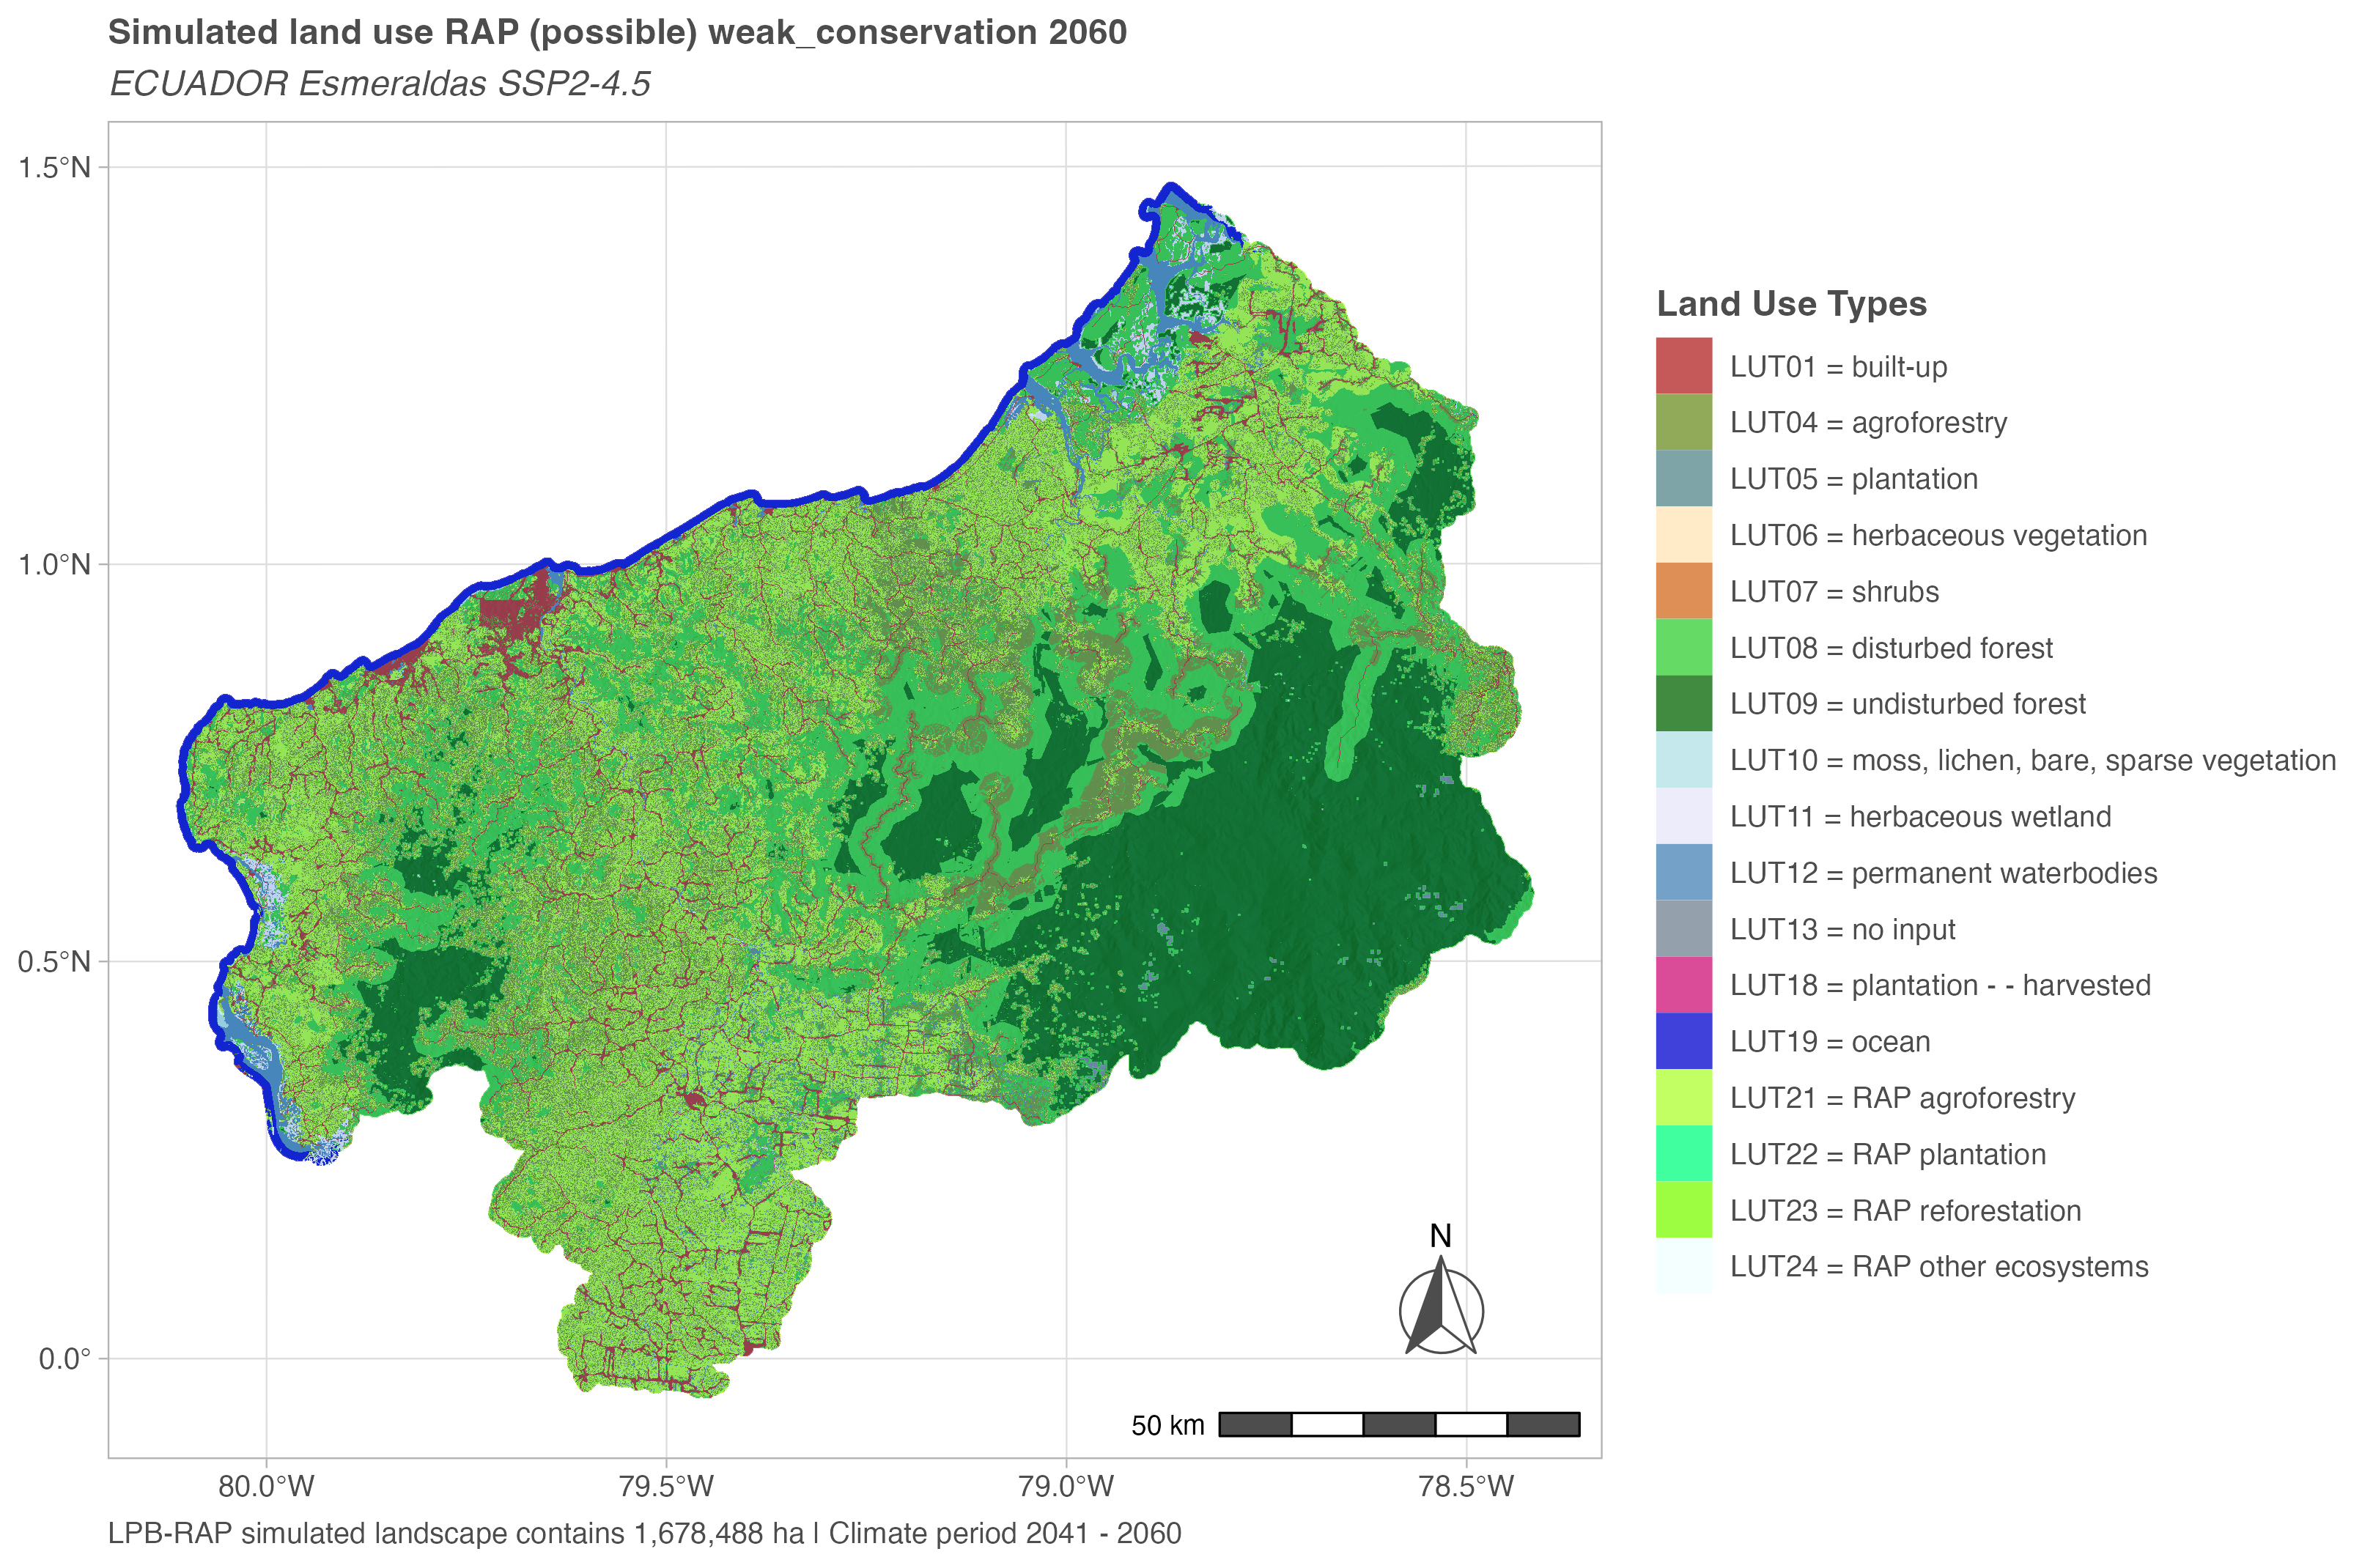 Simulated land use RAP (possible) weak_conservation 2060
ECUADOR Esmeraldas SSP2-4.5
1.5°N
1.0°N
0.5°N
0.0°
80.0°W
79.5°W
79.0°W
78.5°W
N
50 km
Land Use Types
LUT01 = built-up
LUT04 = agroforestry
LUT05 = plantation
LUT06 = herbaceous vegetation
LUT07 = shrubs
LUT08 = disturbed forest
LUT09 = undisturbed forest
LUT10 = moss, lichen, bare, sparse vegetation
LUT11 = herbaceous wetland
LUT12 = permanent waterbodies
LUT13 = no input
LUT18 = plantation - - harvested
LUT19 = ocean
LUT21 = RAP agroforestry
LUT22 = RAP plantation
LUT23 = RAP reforestation
LUT24 = RAP other ecosystems
LPB-RAP simulated landscape contains 1,678,488 ha I Climate period 2041 - 2060